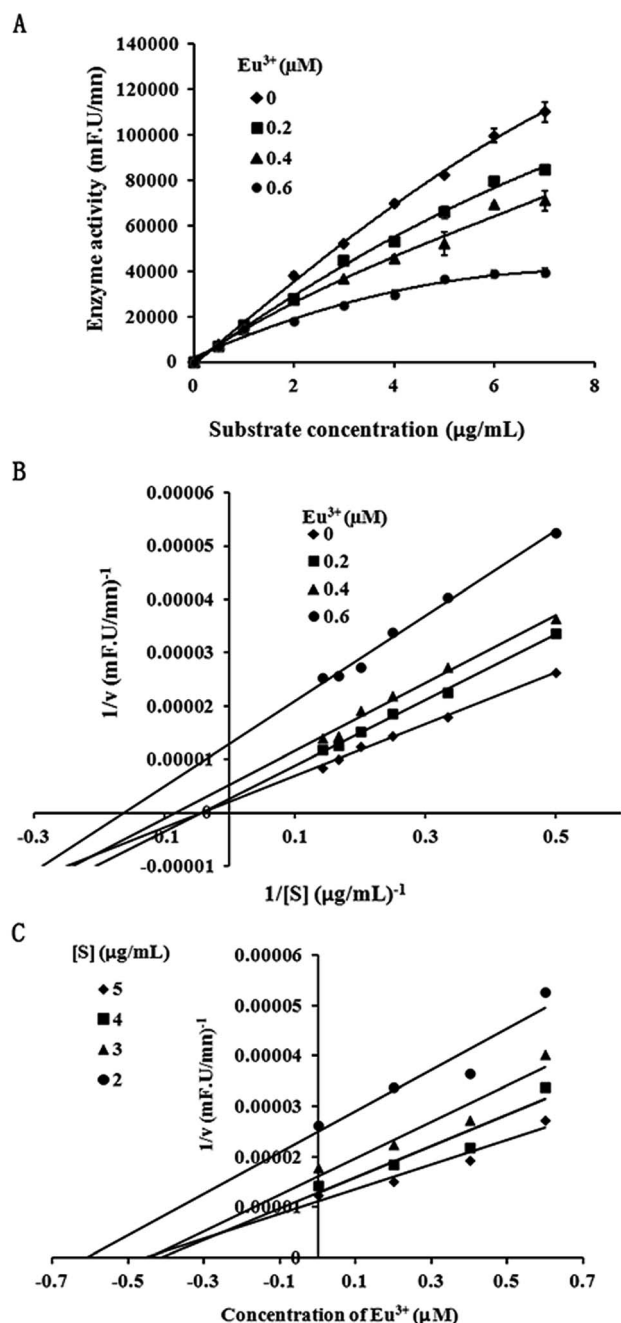 A
Enzyme activity (mF.U/mn)
140000
120000
100000
80000
60000
40000
20000
0
Eu³⁺ (µM)
0
0.2
0.4
0.6
0 2 4 6 8
Substrate concentration (µg/mL)
B
1/v (mF.U/mn)⁻¹
0.00006
0.00005
0.00004
0.00003
0.00002
0.00001
0
-0.00001
Eu³⁺ (µM)
0
0.2
0.4
0.6
-0.3 -0.1 0.1 0.3 0.5
1/[S] (µg/mL)⁻¹
C
[S] (µg/mL)
5
4
3
2
1/v (mF.U/mn)⁻¹
0.00006
0.00005
0.00004
0.00003
0.00002
0.00001
0
-0.7 -0.5 -0.3 -0.1 0.1 0.3 0.5 0.7
Concentration of Eu³⁺ (µM)